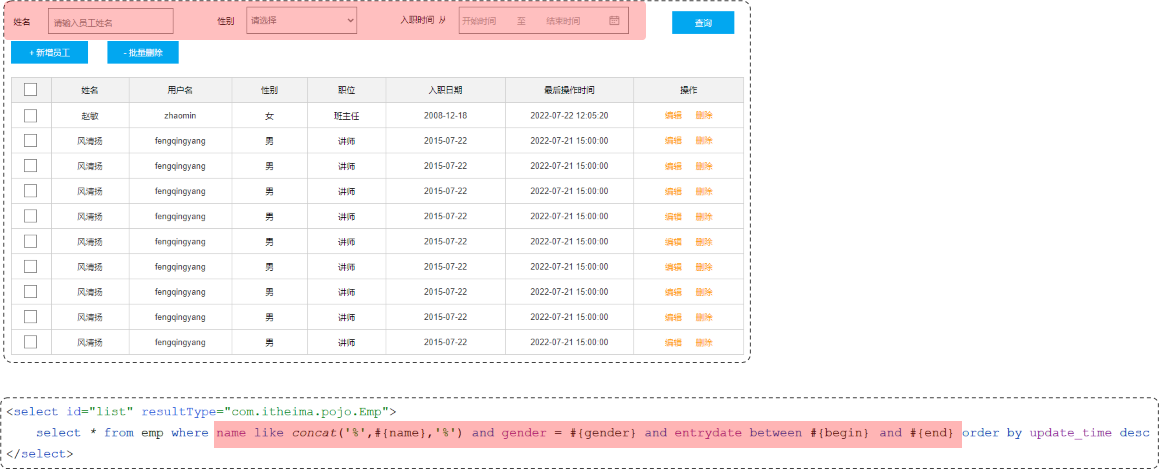 姓名 请输入员工姓名 性别 请选择 入职时间 从 开始时间 至 结束时间 查询
+ 新增员工 - 批量删除
姓名 用户名 性别 职位 入职日期 最后操作时间 操作
赵敏 zhaomin 女 班主任 2008-12-18 2022-07-22 12:05:20 编辑 删除
风清扬 fengqingyang 男 讲师 2015-07-22 2022-07-21 15:00:00 编辑 删除
风清扬 fengqingyang 男 讲师 2015-07-22 2022-07-21 15:00:00 编辑 删除
风清扬 fengqingyang 男 讲师 2015-07-22 2022-07-21 15:00:00 编辑 删除
风清扬 fengqingyang 男 讲师 2015-07-22 2022-07-21 15:00:00 编辑 删除
风清扬 fengqingyang 男 讲师 2015-07-22 2022-07-21 15:00:00 编辑 删除
风清扬 fengqingyang 男 讲师 2015-07-22 2022-07-21 15:00:00 编辑 删除
风清扬 fengqingyang 男 讲师 2015-07-22 2022-07-21 15:00:00 编辑 删除
风清扬 fengqingyang 男 讲师 2015-07-22 2022-07-21 15:00:00 编辑 删除
风清扬 fengqingyang 男 讲师 2015-07-22 2022-07-21 15:00:00 编辑 删除
<select id="list" resultType="com.itheima.pojo.Emp">
select * from emp where name like concat('%',#{name},'%') and gender = #{gender} and entrydate between #{begin} and #{end} order by update_time desc
</select>